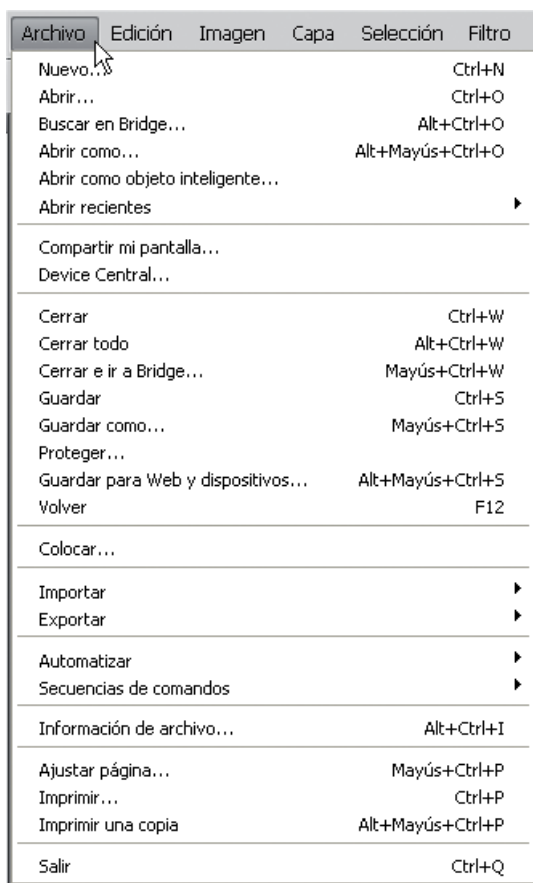 Archivo Edición Imagen Capa Selección Filtro
Nuevo... Ctrl+N
Abrir... Ctrl+O
Buscar en Bridge... Alt+Ctrl+O
Abrir como... Alt+Mayús+Ctrl+O
Abrir como objeto inteligente...
Abrir recientes
Compartir mi pantalla...
Device Central...
Cerrar Ctrl+W
Cerrar todo Alt+Ctrl+W
Cerrar e ir a Bridge... Mayús+Ctrl+W
Guardar Ctrl+S
Guardar como... Mayús+Ctrl+S
Proteger...
Guardar para Web y dispositivos... Alt+Mayús+Ctrl+S
Volver F12
Colocar...
Importar
Exportar
Automatizar
Secuencias de comandos
Información de archivo... Alt+Ctrl+I
Ajustar página... Mayús+Ctrl+P
Imprimir... Ctrl+P
Imprimir una copia Alt+Mayús+Ctrl+P
Salir Ctrl+Q